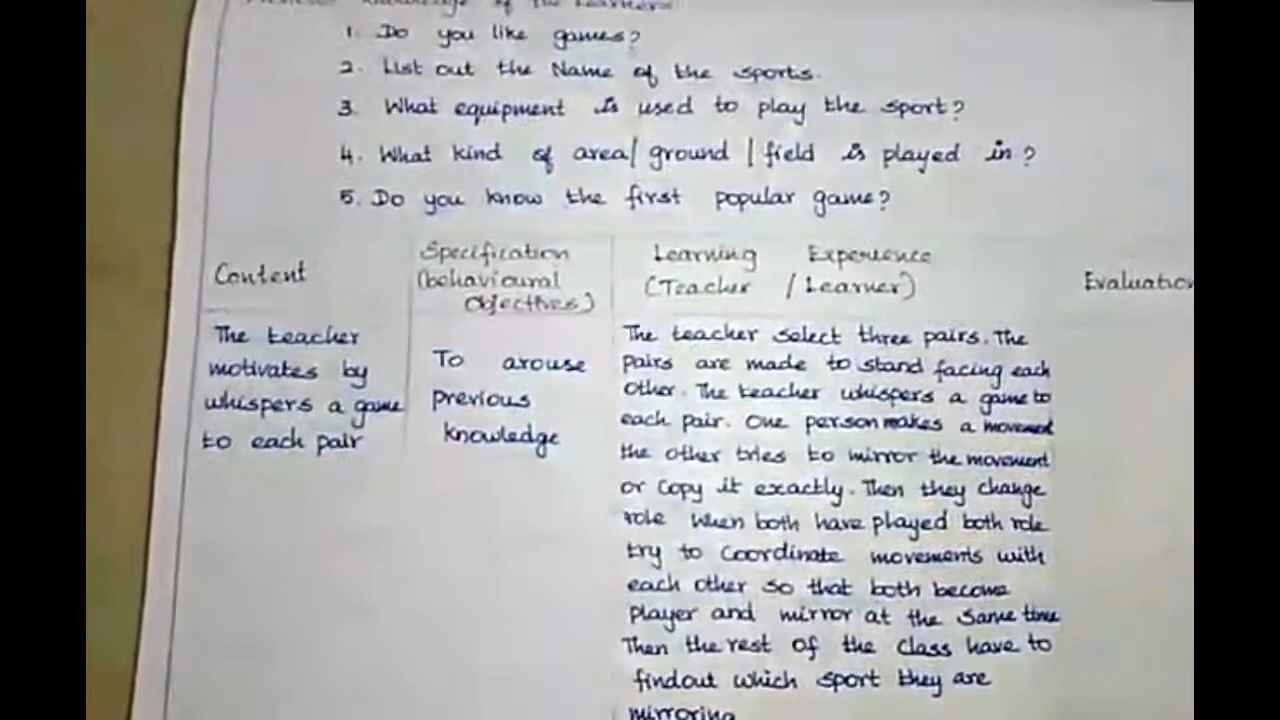 knowledge of the Learners
1. Do you like games?
2. List out the Name of the sports.
3. What equipment is used to play the sport?
4. What kind of area/ ground / field is played in?
5. Do you know the first popular game?
Content
Specification
(behavioural
Objectives)
Learning Experience
(Teacher / Learner)
Evaluation
The teacher
motivates by
whispers a game
to each pair
To arouse
previous
knowledge
The teacher select three pairs. The
pairs are made to stand facing each
other. The teacher whispers a game to
each pair. One person makes a movement
the other tries to mirror the movement
or copy it exactly. Then they change
role when both have played both role
try to coordinate movements with
each other so that both become
player and mirror at the same time
Then the rest of the class have to
findout which sport they are
mirroring